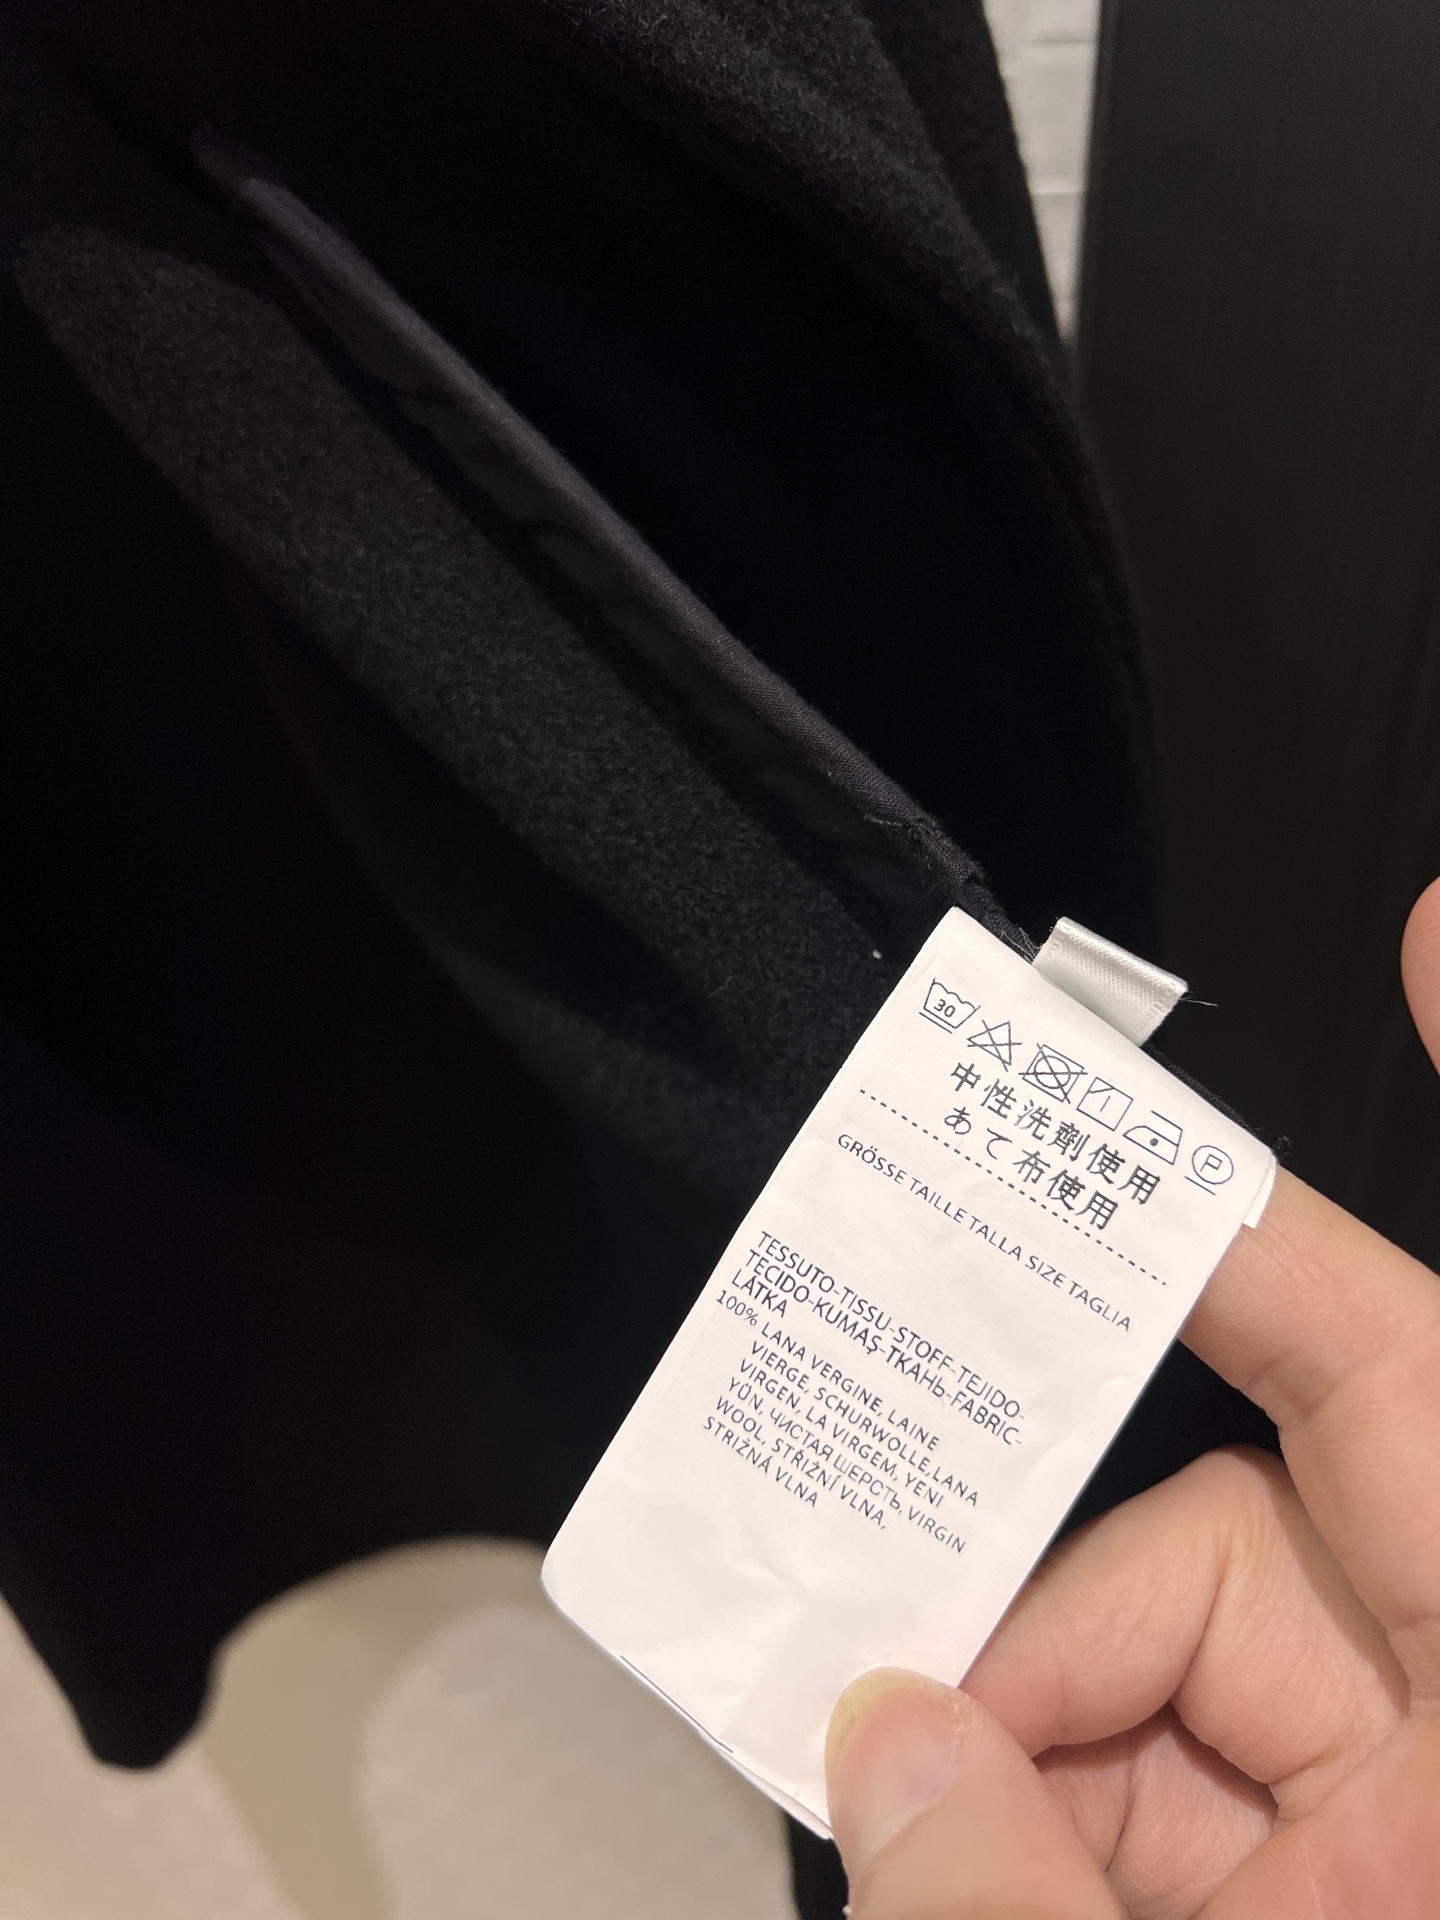 30
P
中性洗劑使用
あて布使用
GRÖSSE TAILLE TALLA SIZE TAGLIA
TESSUTO-TISSU-STOFF-TEJIDO-
TECIDO-KUMAŞ-TKAHЬ-FABRIC-
LÁTKA
100% LANA VERGINE, LAINE
VIERGE, SCHURWOLLE,LANA
VIRGEN, LA VIRGEM, YENI
YÜN, ЧИСТАЯ ШЕРСТЬ, VIRGIN
WOOL, STŘIŽNÍ VLNA,
STRIŽNÁ VLNA